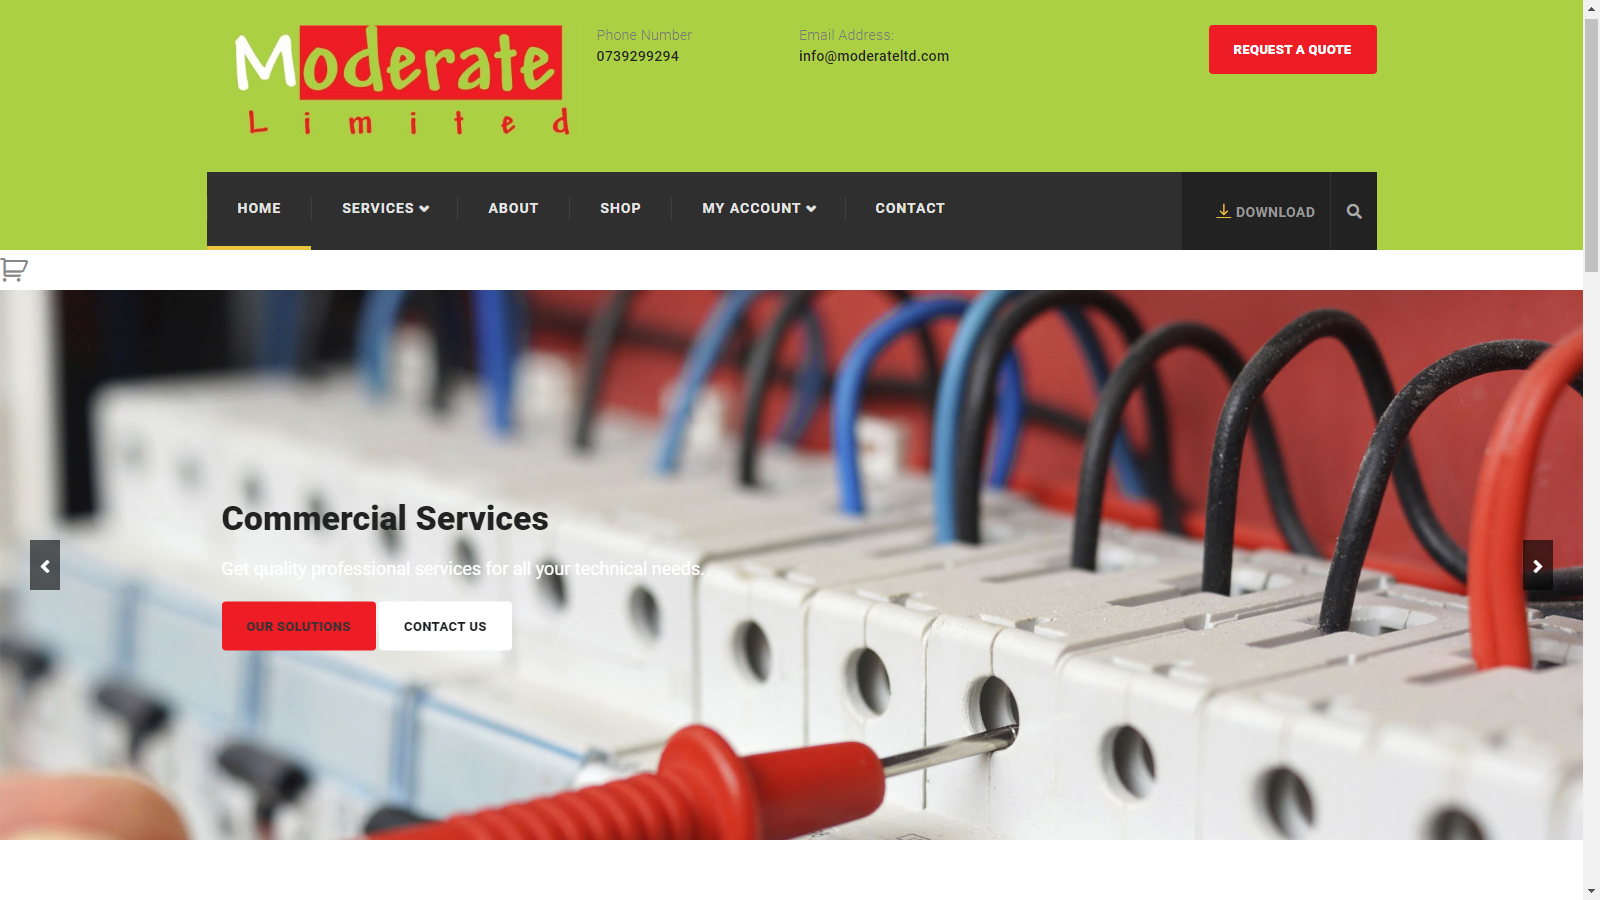 Moderate
Limited
Phone Number
0739299294
Email Address:
info@moderateltd.com
REQUEST A QUOTE
HOME
SERVICES
ABOUT
SHOP
MY ACCOUNT
CONTACT
DOWNLOAD
Commercial Services
Get quality professional services for all your technical needs.
OUR SOLUTIONS
CONTACT US